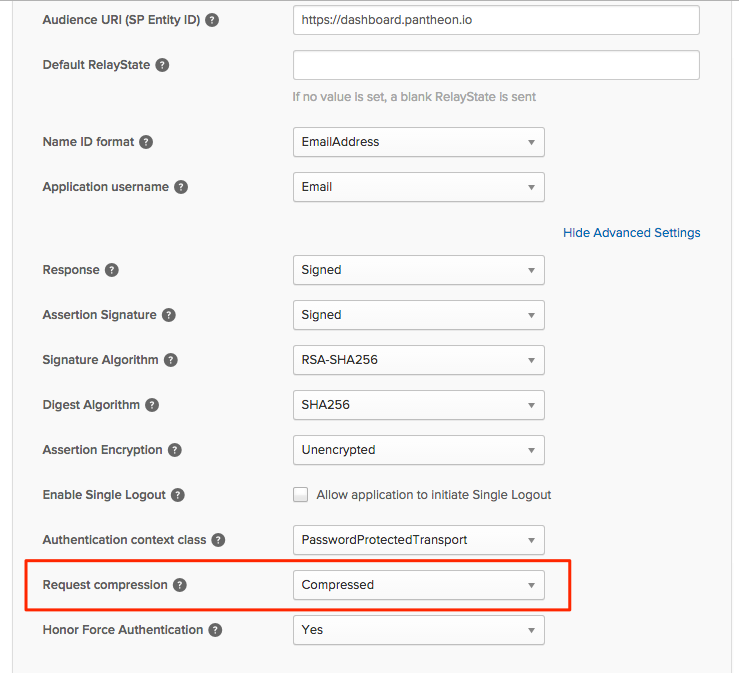 Audience URI (SP Entity ID) ?
https://dashboard.pantheon.io
Default RelayState ?
If no value is set, a blank RelayState is sent
Name ID format ?
EmailAddress
Application username ?
Email
Hide Advanced Settings
Response ?
Signed
Assertion Signature ?
Signed
Signature Algorithm ?
RSA-SHA256
Digest Algorithm ?
SHA256
Assertion Encryption ?
Unencrypted
Enable Single Logout ?
Allow application to initiate Single Logout
Authentication context class ?
PasswordProtectedTransport
Request compression ?
Compressed
Honor Force Authentication ?
Yes